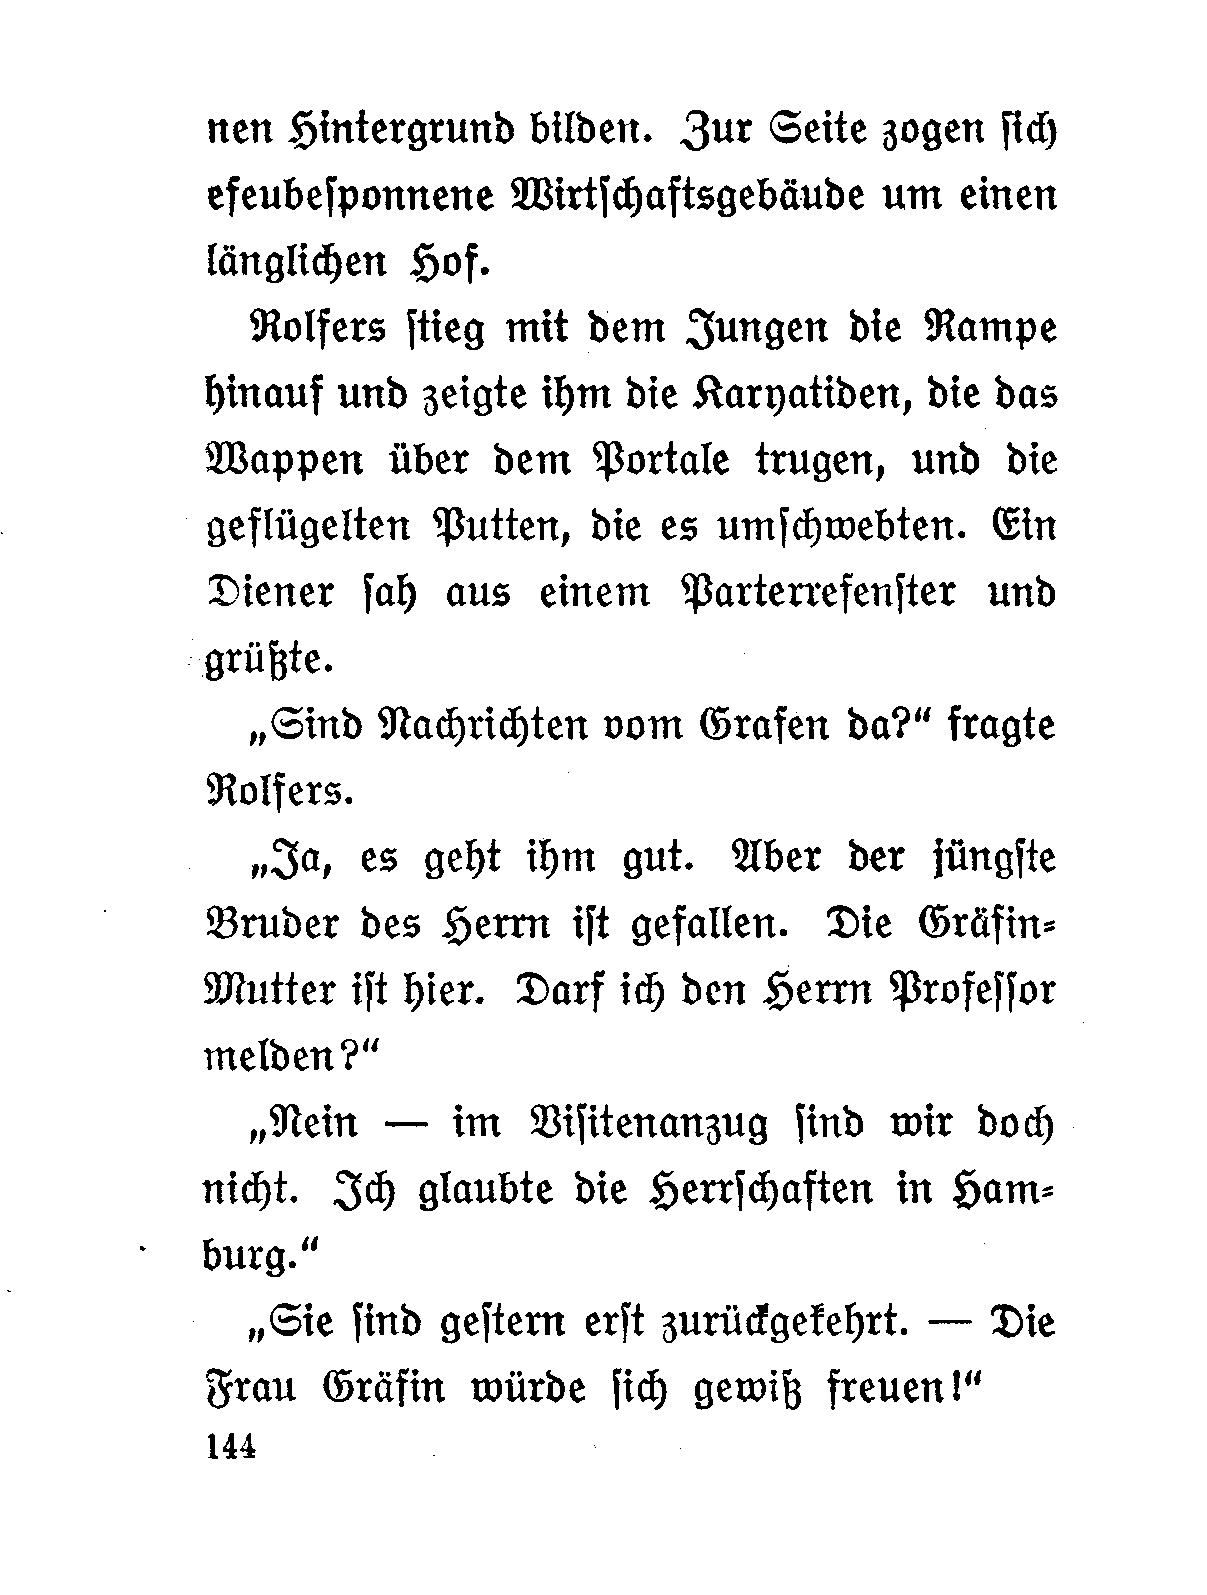 nen Hintergrund bilden. Zur Seite zogen ſich
efeubeſponnene Wirtſchaftsgebäude um einen
länglichen Hof.
Rolfers ſtieg mit dem Jungen die Rampe
hinauf und zeigte ihm die Karyatiden, die das
Wappen über dem Portale trugen, und die
geflügelten Putten, die es umſchwebten. Ein
Diener ſah aus einem Parterrefenſter und
grüßte.
„Sind Nachrichten vom Grafen da?“ fragte
Rolfers.
„Ja, es geht ihm gut. Aber der jüngſte
Bruder des Herrn iſt gefallen. Die Gräfin⸗
Mutter iſt hier. Darf ich den Herrn Profeſſor
melden?“
„Nein — im Viſitenanzug ſind wir doch
nicht. Ich glaubte die Herrſchaften in Ham⸗
burg.“
„Sie ſind geſtern erſt zurückgekehrt. — Die
Frau Gräfin würde ſich gewiß freuen!“
144